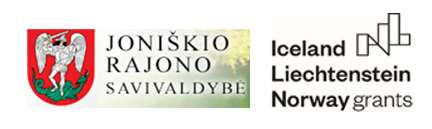 JONIŠKIO
RAJONO
SAVIVALDYBĖ
Iceland
Liechtenstein
Norway grants